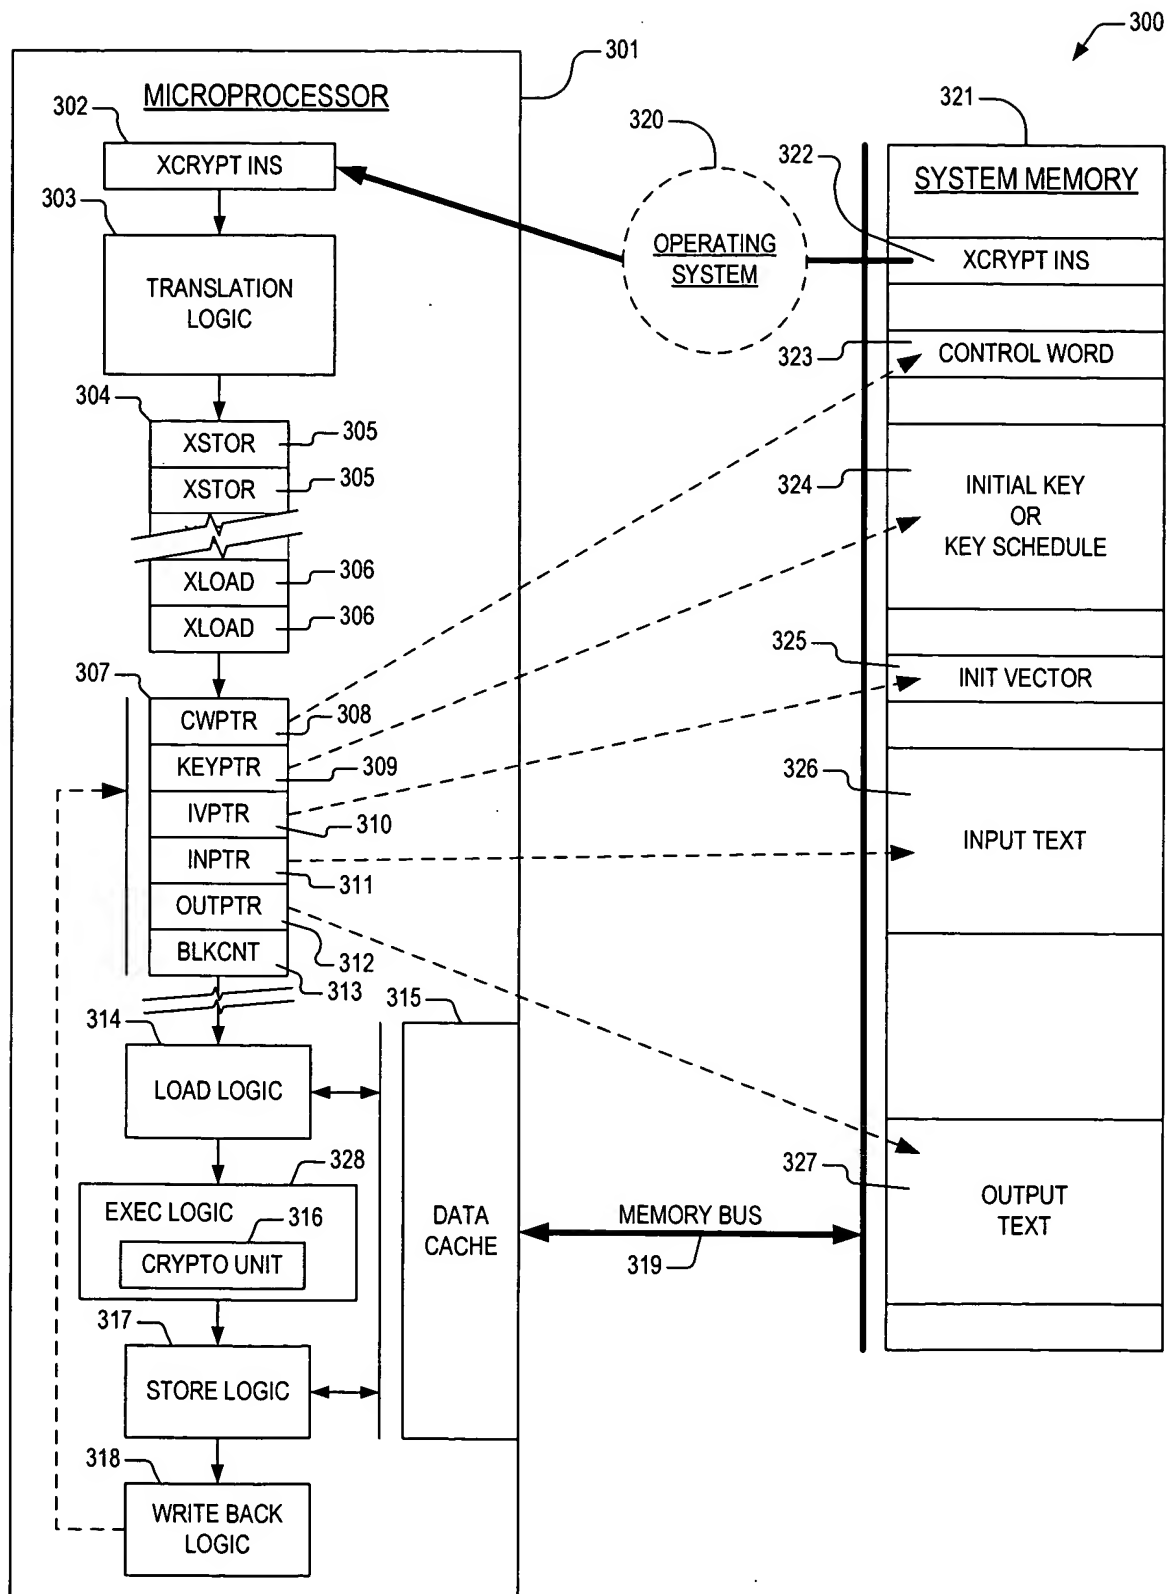 300
301
MICROPROCESSOR
302
XCRYPT INS
303
TRANSLATION
LOGIC
304
XSTOR
305
XSTOR
305
XLOAD
306
XLOAD
306
307
CWPTR
308
KEYPTR
309
IVPTR
310
INPTR
311
OUTPTR
312
BLKCNT
313
314
LOAD LOGIC
315
DATA
CACHE
328
EXEC LOGIC
316
CRYPTO UNIT
317
STORE LOGIC
318
WRITE BACK
LOGIC
MEMORY BUS
319
320
OPERATING
SYSTEM
321
SYSTEM MEMORY
322
XCRYPT INS
323
CONTROL WORD
324
INITIAL KEY
OR
KEY SCHEDULE
325
INIT VECTOR
326
INPUT TEXT
327
OUTPUT
TEXT